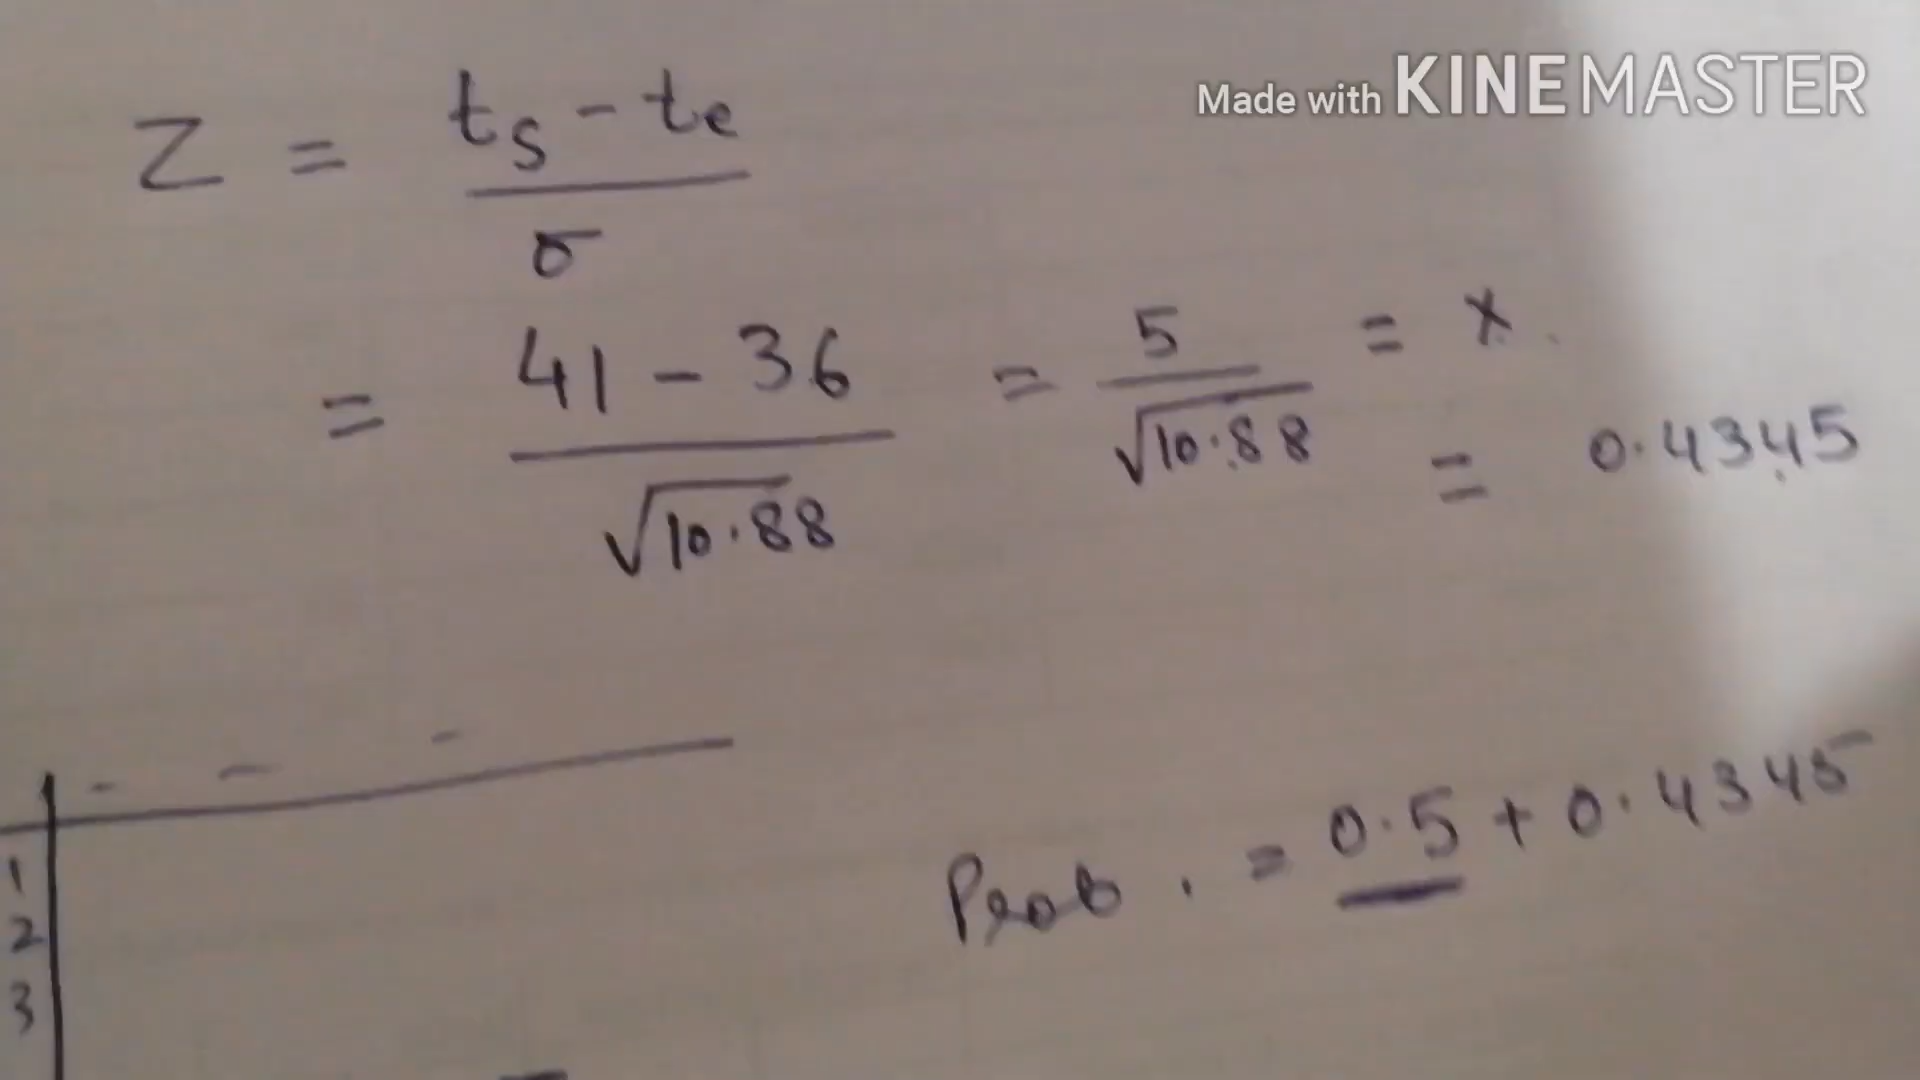 Made with KINEMASTER
Z = ts - te / σ
= 41 - 36 / √10.88 = 5 / √10.88 = x
= 0.4345
Prob. = 0.5 + 0.4345
1
2
3